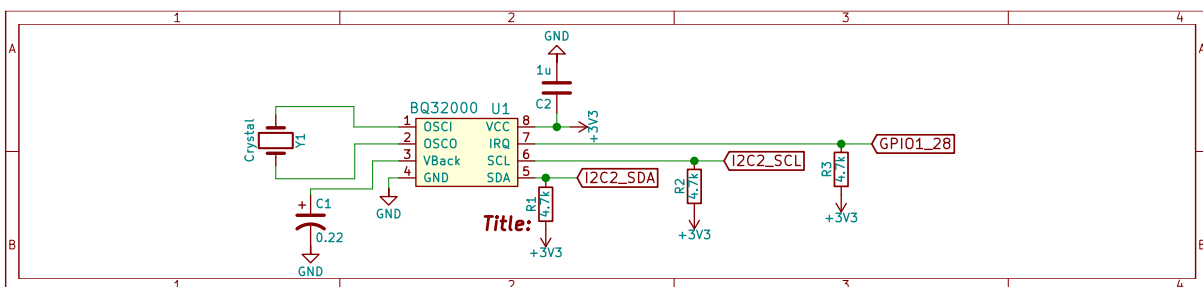 1 2 3 4
A A
GND
1u
C2
BQ32000 U1
Crystal
Y1
1 OSCI VCC 8
2 OSCO IRQ 7
3 VBack SCL 6
4 GND SDA 5
+3V3
GPIO1_28
I2C2_SCL
I2C2_SDA
R3
4.7k
R2
4.7k
R1
4.7k
+ C1
0.22
GND
GND
Title:
+3V3
+3V3
+3V3
B B
1 2 3 4